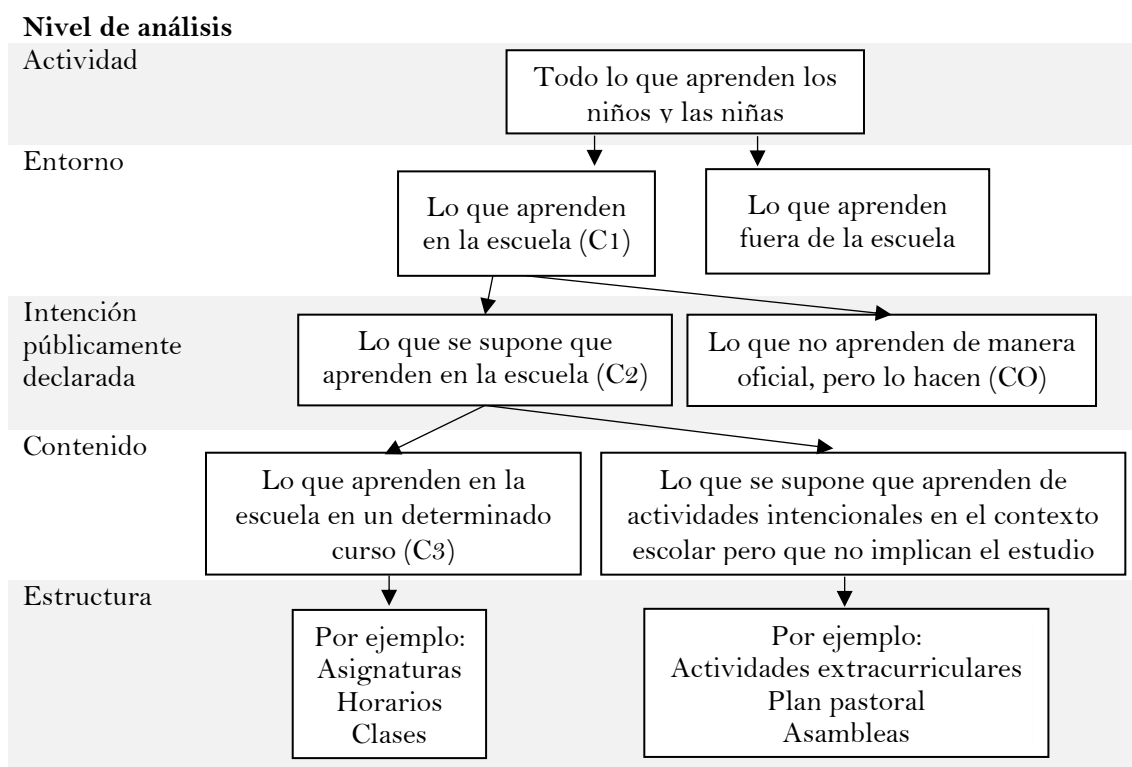 Nivel de análisis
Actividad
Todo lo que aprenden los
niños y las niñas
Entorno
Lo que aprenden
en la escuela (C1)
Lo que aprenden
fuera de la escuela
Intención
públicamente
declarada
Lo que se supone que
aprenden en la escuela (C2)
Lo que no aprenden de manera
oficial, pero lo hacen (CO)
Contenido
Lo que aprenden en la
escuela en un determinado
curso (C3)
Lo que se supone que aprenden de
actividades intencionales en el contexto
escolar pero que no implican el estudio
Estructura
Por ejemplo:
Asignaturas
Horarios
Clases
Por ejemplo:
Actividades extracurriculares
Plan pastoral
Asambleas